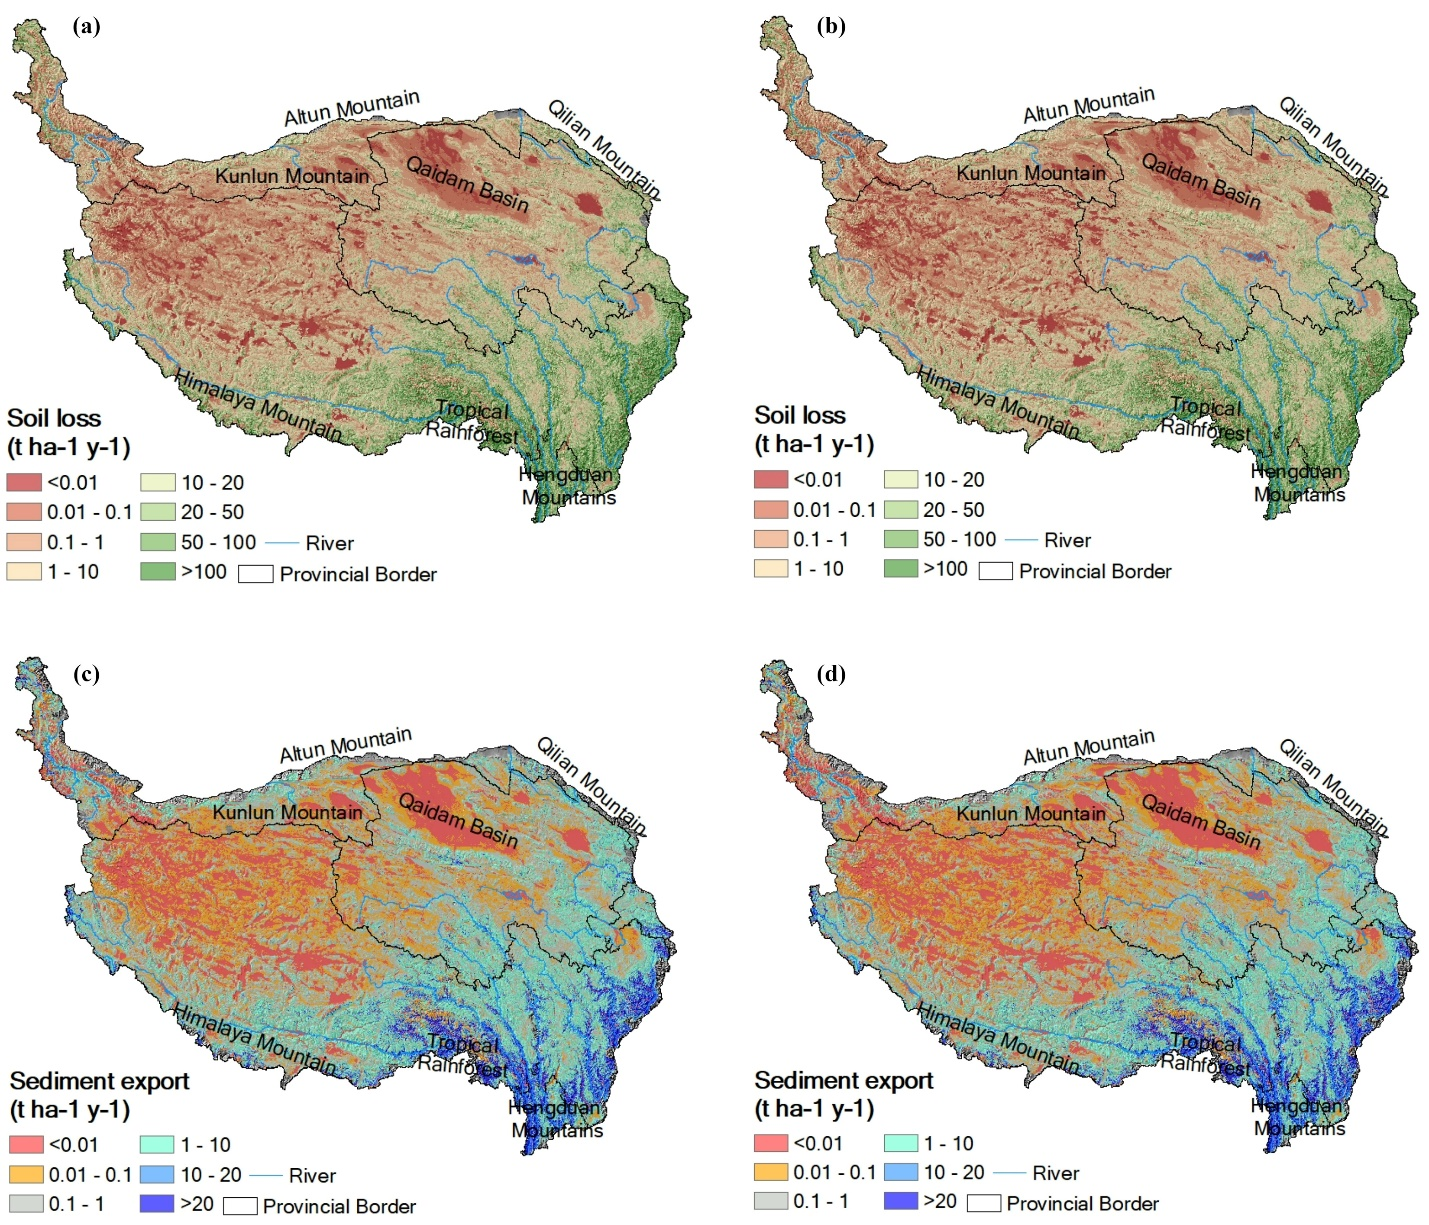 (a)
Altun Mountain
Qilian Mountain
Kunlun Mountain
Qaidam Basin
Himalaya Mountain
Tropical
Rainforest
Hengduan
Mountains
Soil loss
(t ha-1 y-1)
<0.01
10 - 20
0.01 - 0.1
20 - 50
0.1 - 1
50 - 100
River
1 - 10
>100
Provincial Border
(b)
Altun Mountain
Qilian Mountain
Kunlun Mountain
Qaidam Basin
Himalaya Mountain
Tropical
Rainforest
Hengduan
Mountains
Soil loss
(t ha-1 y-1)
<0.01
10 - 20
0.01 - 0.1
20 - 50
0.1 - 1
50 - 100
River
1 - 10
>100
Provincial Border
(c)
Altun Mountain
Qilian Mountain
Kunlun Mountain
Qaidam Basin
Himalaya Mountain
Tropical
Rainforest
Hengduan
Mountains
Sediment export
(t ha-1 y-1)
<0.01
1 - 10
0.01 - 0.1
10 - 20
River
0.1 - 1
>20
Provincial Border
(d)
Altun Mountain
Qilian Mountain
Kunlun Mountain
Qaidam Basin
Himalaya Mountain
Tropical
Rainforest
Hengduan
Mountains
Sediment export
(t ha-1 y-1)
<0.01
1 - 10
0.01 - 0.1
10 - 20
River
0.1 - 1
>20
Provincial Border